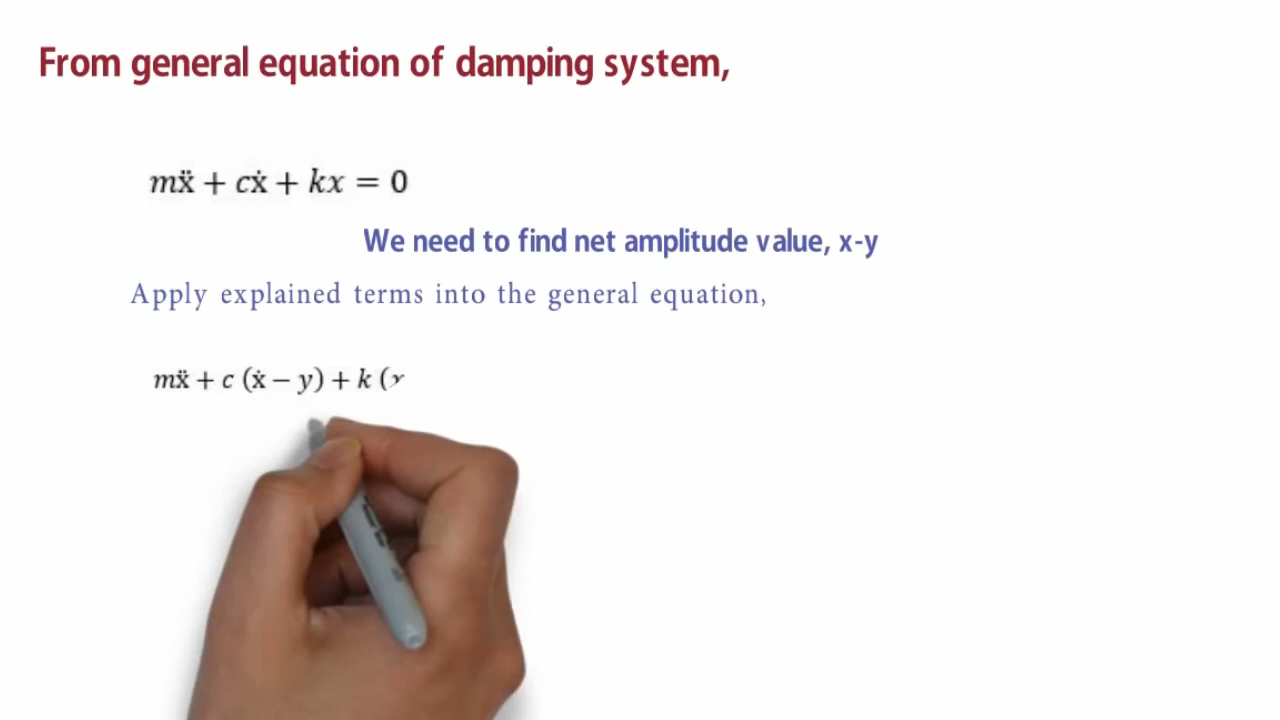 From general equation of damping system,
mẍ + cẋ + kx = 0
We need to find net amplitude value, x-y
Apply explained terms into the general equation,
mẍ + c (ẋ − y) + k (